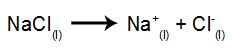 NaCl(l) ⟶ Na⁺(l) + Cl⁻(l)